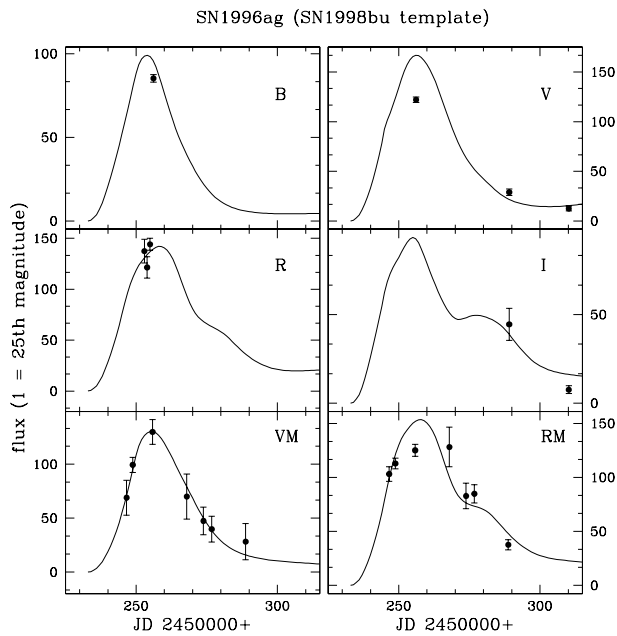 SN1996ag (SN1998bu template)
100
50
0
B
V
150
100
50
0
150
100
50
0
R
I
50
0
100
50
0
VM
RM
150
100
50
0
250 300 250 300
JD 2450000+ JD 2450000+
flux (1 = 25th magnitude)